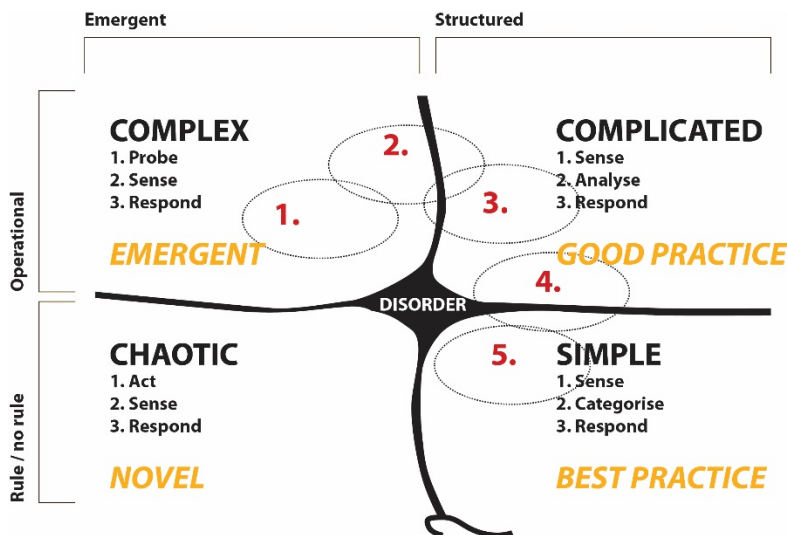 Emergent
Structured
Operational
Rule / no rule
COMPLEX
1. Probe
2. Sense
3. Respond
EMERGENT
COMPLICATED
1. Sense
2. Analyse
3. Respond
GOOD PRACTICE
1.
2.
3.
4.
5.
DISORDER
CHAOTIC
1. Act
2. Sense
3. Respond
NOVEL
SIMPLE
1. Sense
2. Categorise
3. Respond
BEST PRACTICE